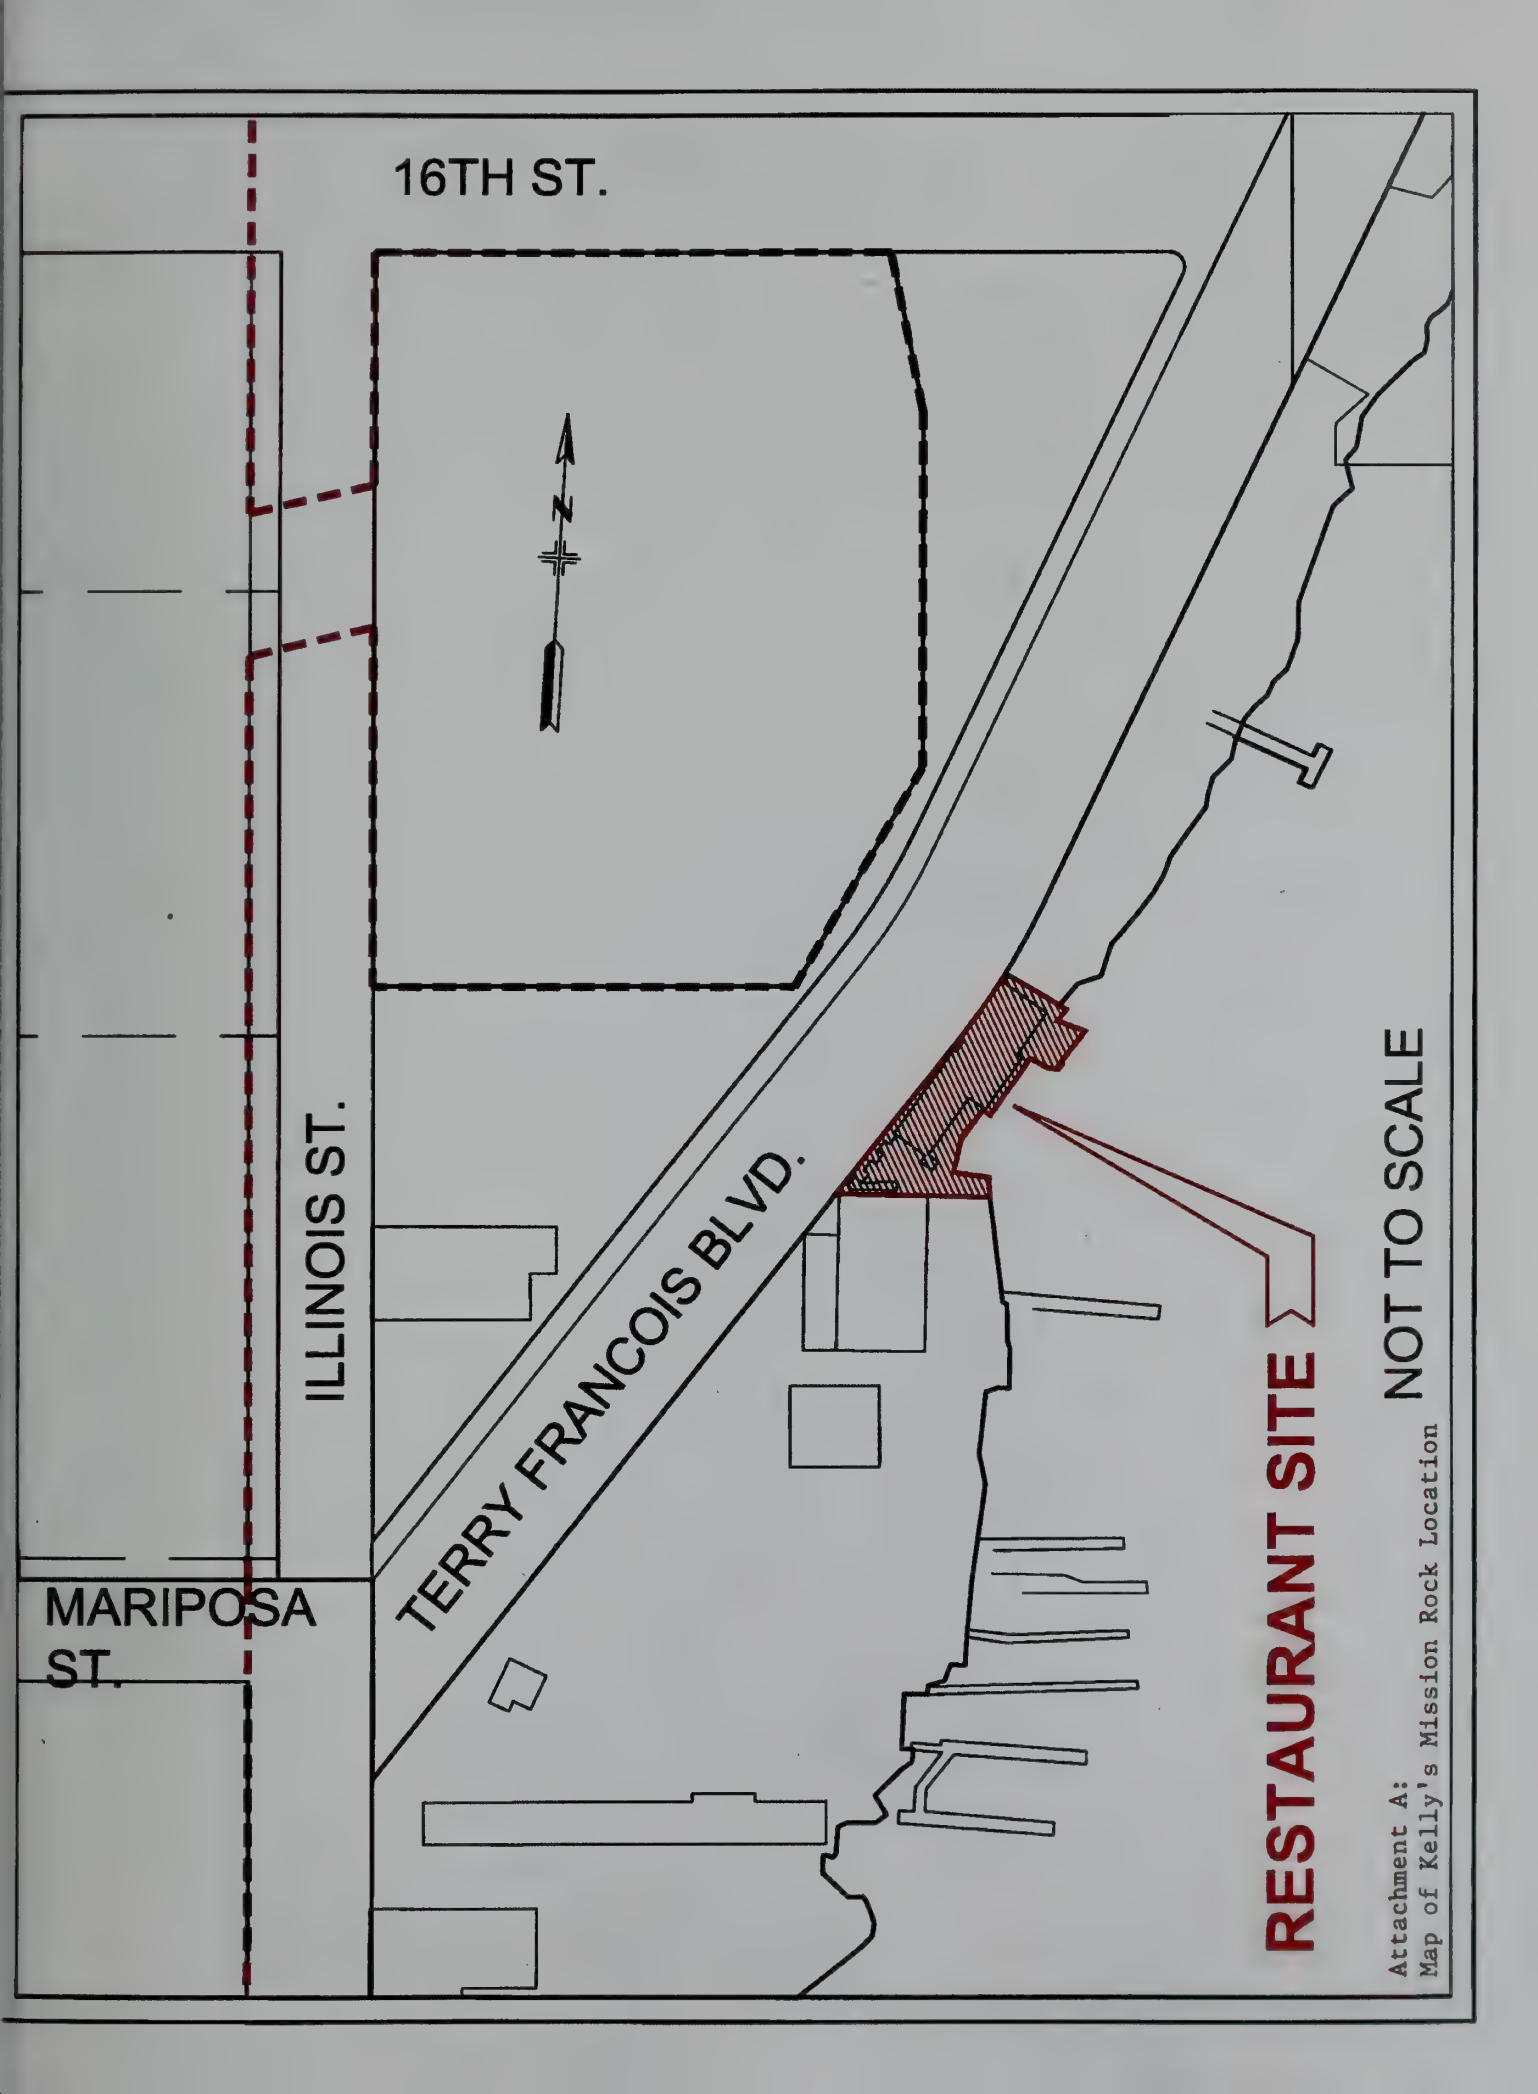 16TH ST.
N
ILLINOIS ST.
TERRY FRANCOIS BLVD.
MARIPOSA
ST.
RESTAURANT SITE
NOT TO SCALE
Attachment A:
Map of Kelly's Mission Rock Location